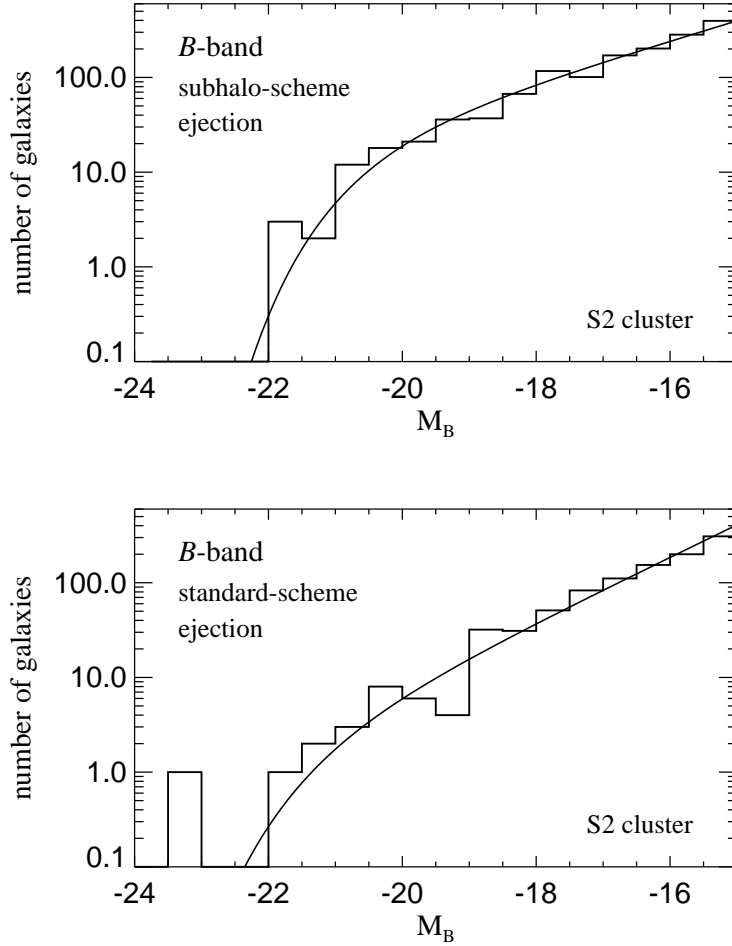 B-band
subhalo-scheme
ejection
S2 cluster
number of galaxies
100.0
10.0
1.0
0.1
-24
-22
-20
-18
-16
M_B
B-band
standard-scheme
ejection
S2 cluster
number of galaxies
100.0
10.0
1.0
0.1
-24
-22
-20
-18
-16
M_B